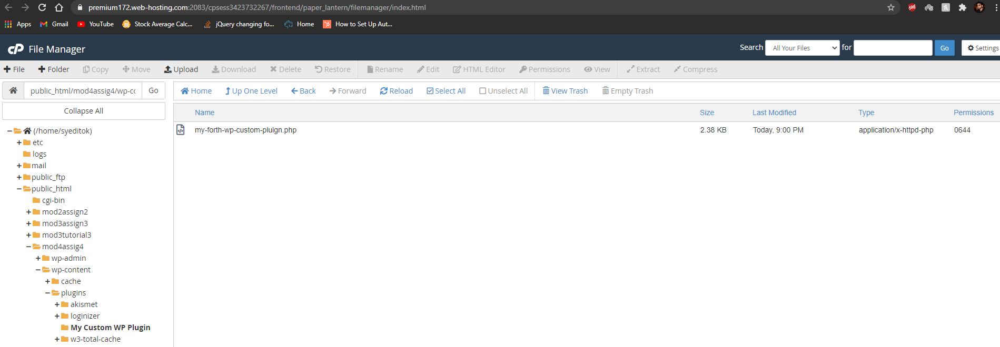 premium172.web-hosting.com:2083/cpsess3423732267/frontend/paper_lantern/filemanager/index.html
Apps Gmail YouTube Stock Average Calc... jQuery changing fo... Home How to Set Up Aut...
cP File Manager Search All Your Files for Go Settings
File Folder Copy Move Upload Download Delete Restore Rename Edit HTML Editor Permissions View Extract Compress
public_html/mod4assig4/wp-cc Go Home Up One Level Back Forward Reload Select All Unselect All View Trash Empty Trash
Collapse All
Name Size Last Modified Type Permissions
my-forth-wp-custom-pluign.php 2.38 KB Today, 9:00 PM application/x-httpd-php 0644
(/home/syeditok)
etc
logs
mail
public_ftp
public_html
cgi-bin
mod2assign2
mod3assign3
mod3tutorial3
mod4assig4
wp-admin
wp-content
cache
plugins
akismet
loginizer
My Custom WP Plugin
w3-total-cache